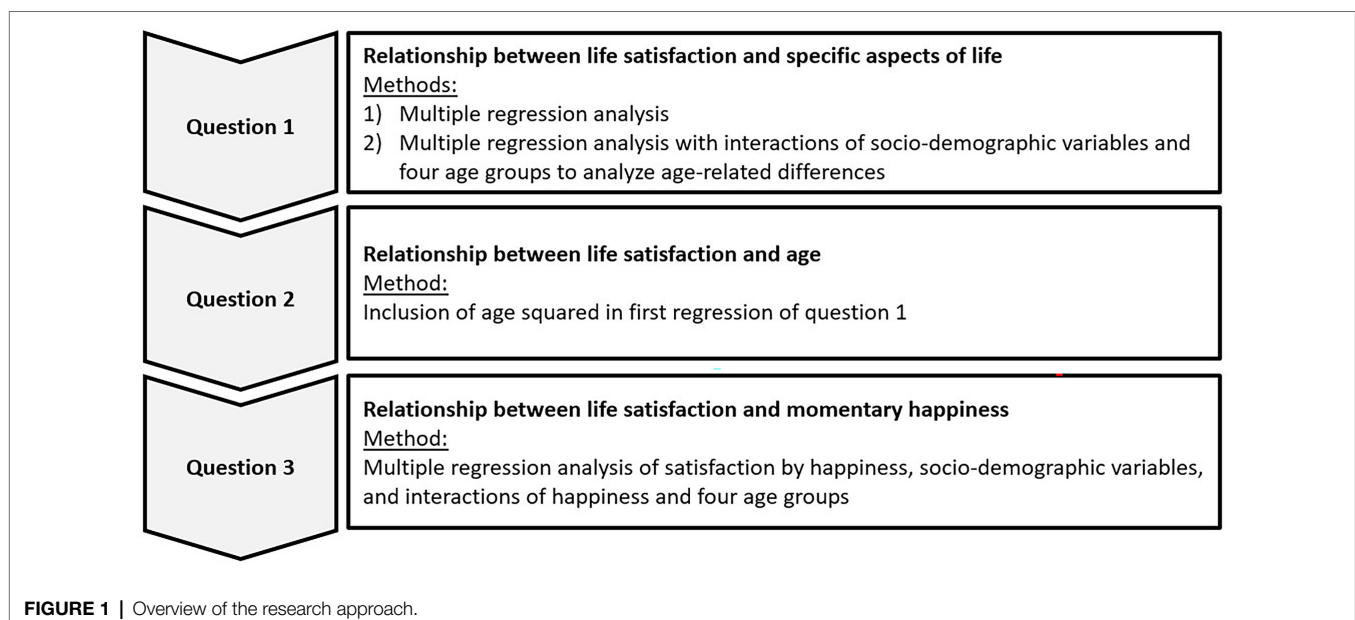 Question 1
Relationship between life satisfaction and specific aspects of life
Methods:
1) Multiple regression analysis
2) Multiple regression analysis with interactions of socio-demographic variables and
four age groups to analyze age-related differences
Question 2
Relationship between life satisfaction and age
Method:
Inclusion of age squared in first regression of question 1
Question 3
Relationship between life satisfaction and momentary happiness
Method:
Multiple regression analysis of satisfaction by happiness, socio-demographic variables,
and interactions of happiness and four age groups
FIGURE 1 | Overview of the research approach.